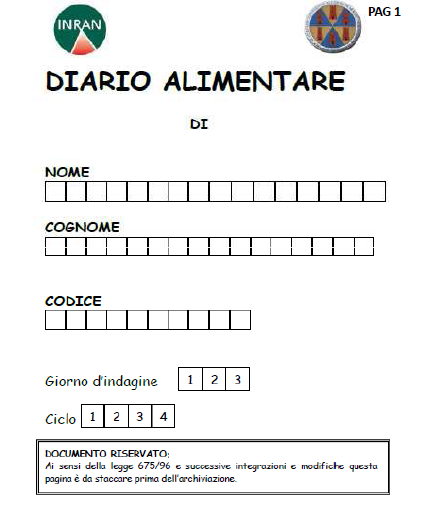 INRAN
PAG 1
DIARIO ALIMENTARE
DI
NOME
COGNOME
CODICE
Giorno d'indagine 1 2 3
Ciclo 1 2 3 4
DOCUMENTO RISERVATO:
Ai sensi della legge 675/96 e successive integrazioni e modifiche questa
pagina è da staccare prima dell'archiviazione.